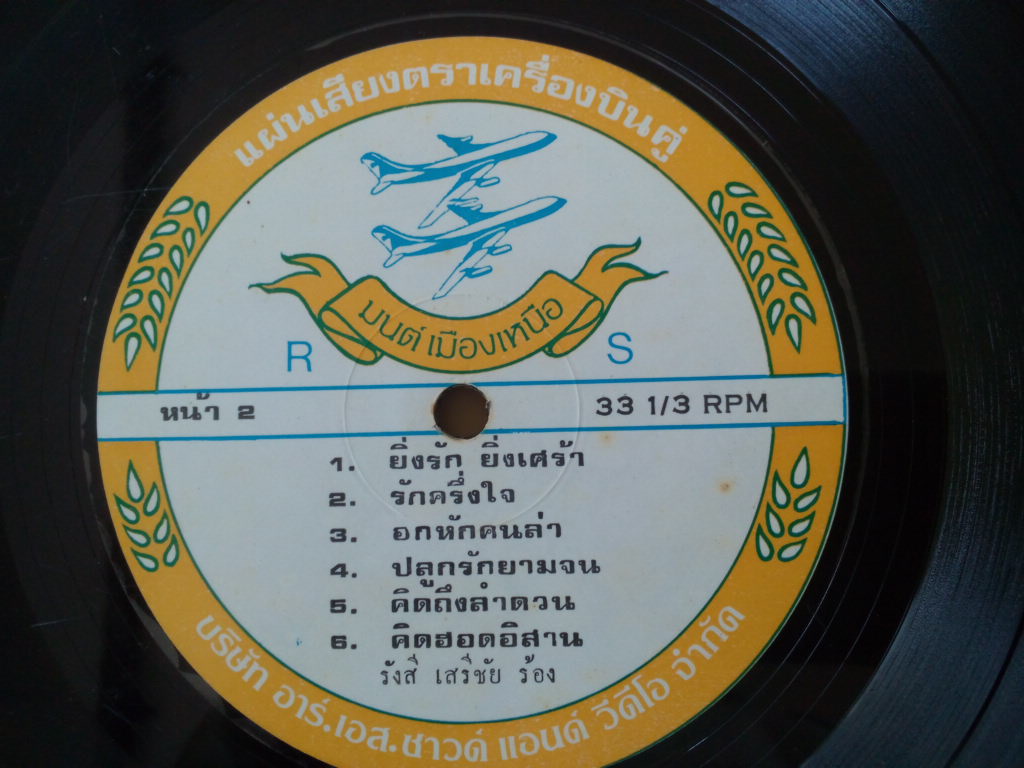 แผ่นเสียงตราเครื่องบินคู่
มนต์เมืองเหนือ
R S
หน้า 2 33 1/3 RPM
1. ยิ่งรัก ยิ่งเศร้า
2. รักครึ่งใจ
3. อกหักคนล่า
4. ปลูกรักยามจน
5. คิดถึงลำดวน
6. คิดฮอดอิสาน
รังสี เสรีชัย ร้อง
บริษัท อาร์.เอส.ซาวด์ แอนด์ วีดีโอ จำกัด